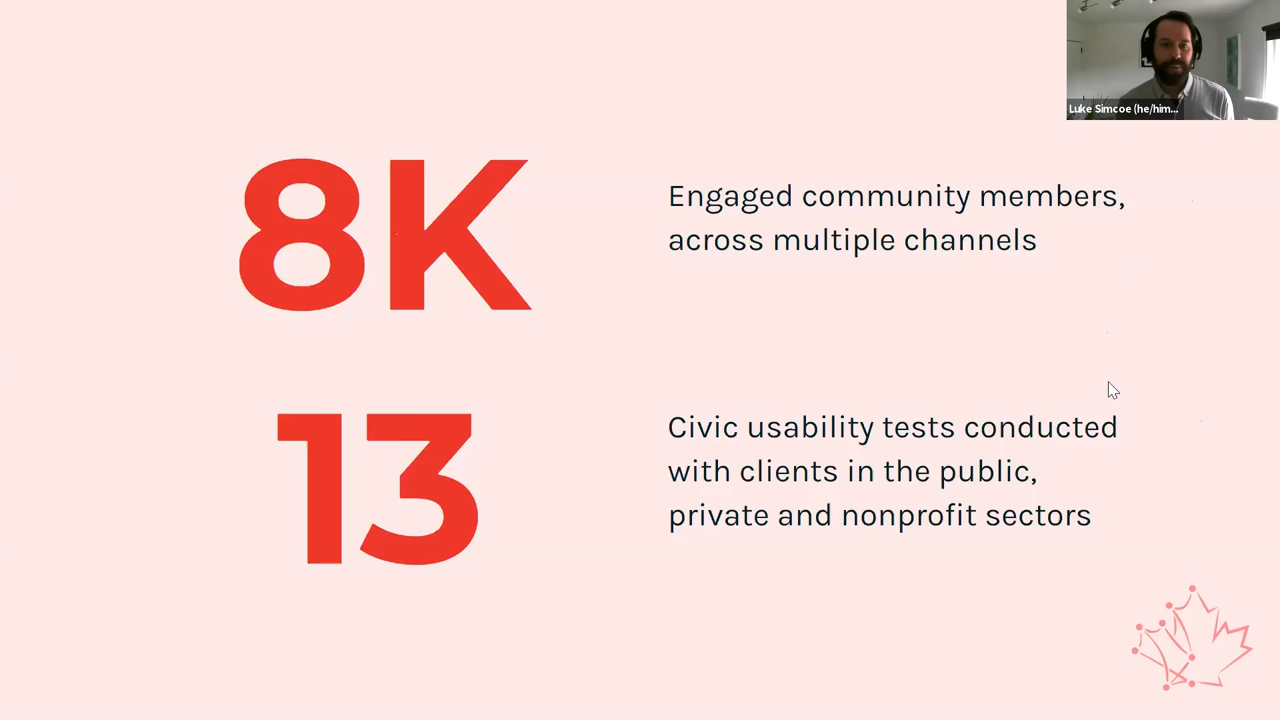 Luke Simcoe (he/him...
8K
Engaged community members,
across multiple channels
13
Civic usability tests conducted
with clients in the public,
private and nonprofit sectors